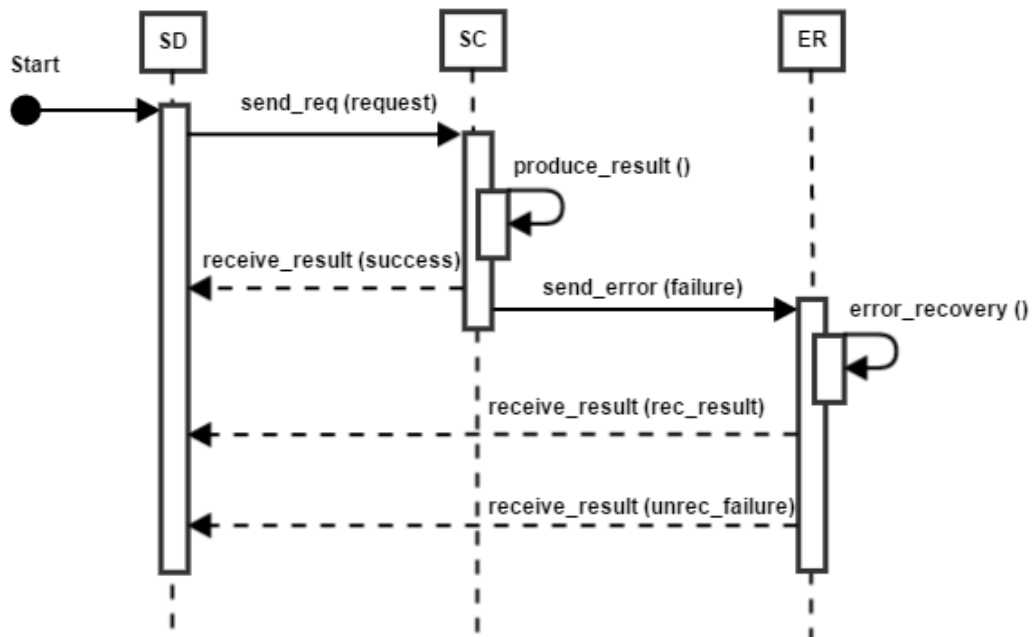 SD
SC
ER
Start
send_req (request)
produce_result ()
receive_result (success)
send_error (failure)
error_recovery ()
receive_result (rec_result)
receive_result (unrec_failure)